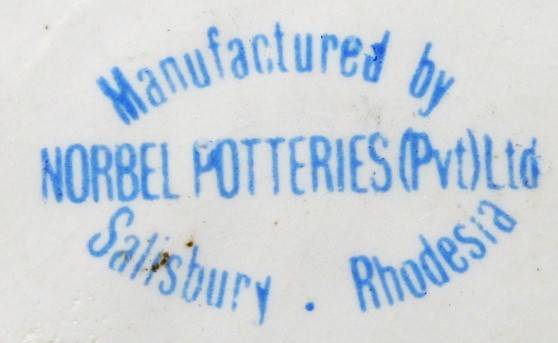 Manufactured by
NORBEL POTTERIES (Pvt) Ltd
Salisbury . Rhodesia